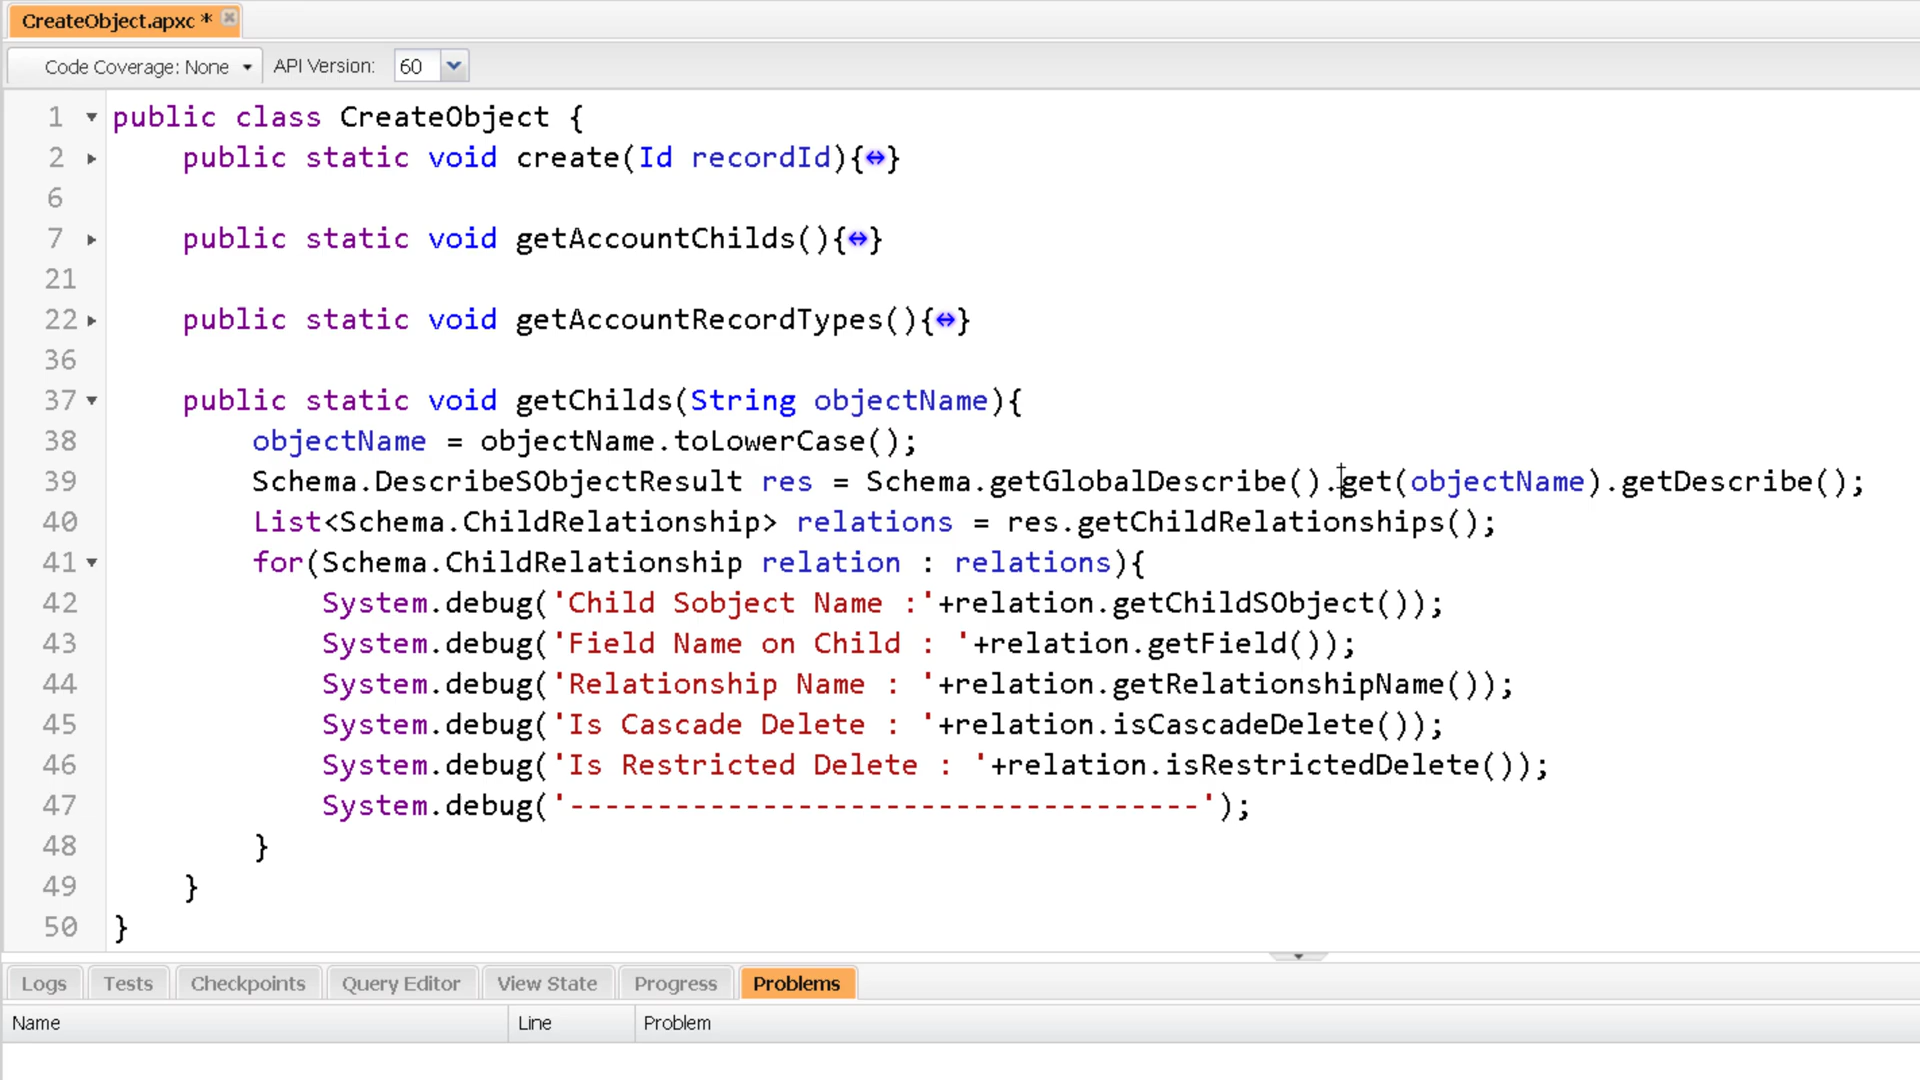 CreateObject.apxc *
Code Coverage: None API Version: 60
1 public class CreateObject {
2 public static void create(Id recordId){↔}
6
7 public static void getAccountChilds(){↔}
21
22 public static void getAccountRecordTypes(){↔}
36
37 public static void getChilds(String objectName){
38 objectName = objectName.toLowerCase();
39 Schema.DescribeSObjectResult res = Schema.getGlobalDescribe().get(objectName).getDescribe();
40 List<Schema.ChildRelationship> relations = res.getChildRelationships();
41 for(Schema.ChildRelationship relation : relations){
42 System.debug('Child Sobject Name :'+relation.getChildSObject());
43 System.debug('Field Name on Child : '+relation.getField());
44 System.debug('Relationship Name : '+relation.getRelationshipName());
45 System.debug('Is Cascade Delete : '+relation.isCascadeDelete());
46 System.debug('Is Restricted Delete : '+relation.isRestrictedDelete());
47 System.debug('------------------------------------');
48 }
49 }
50 }
Logs Tests Checkpoints Query Editor View State Progress Problems
Name Line Problem